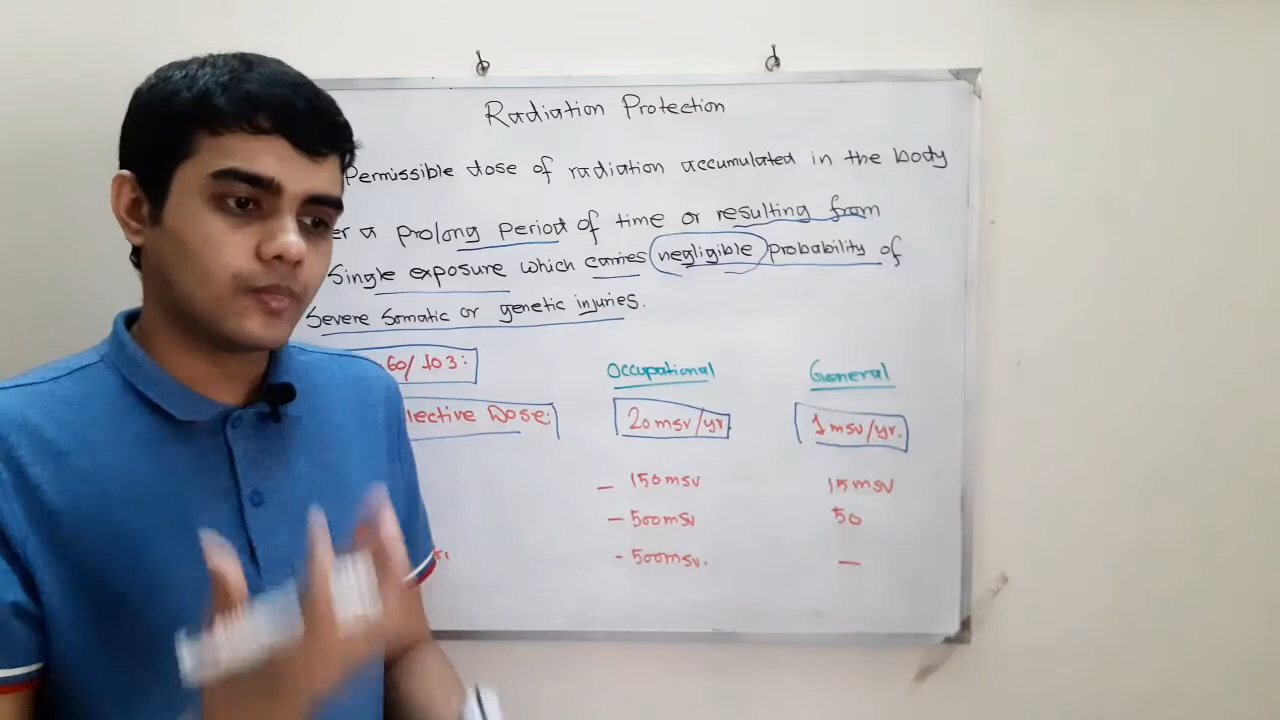 Radiation Protection
Permissible dose of radiation accumulated in the body
er a prolong period of time or resulting from
Single exposure which carries negligible probability of
Severe Somatic or genetic injuries.
60/103: Occupational General
lective Dose: 20 msv/yr. 1 msv/yr.
— 150 msv 15 msv
— 500 msv 50
- 500 msv. —